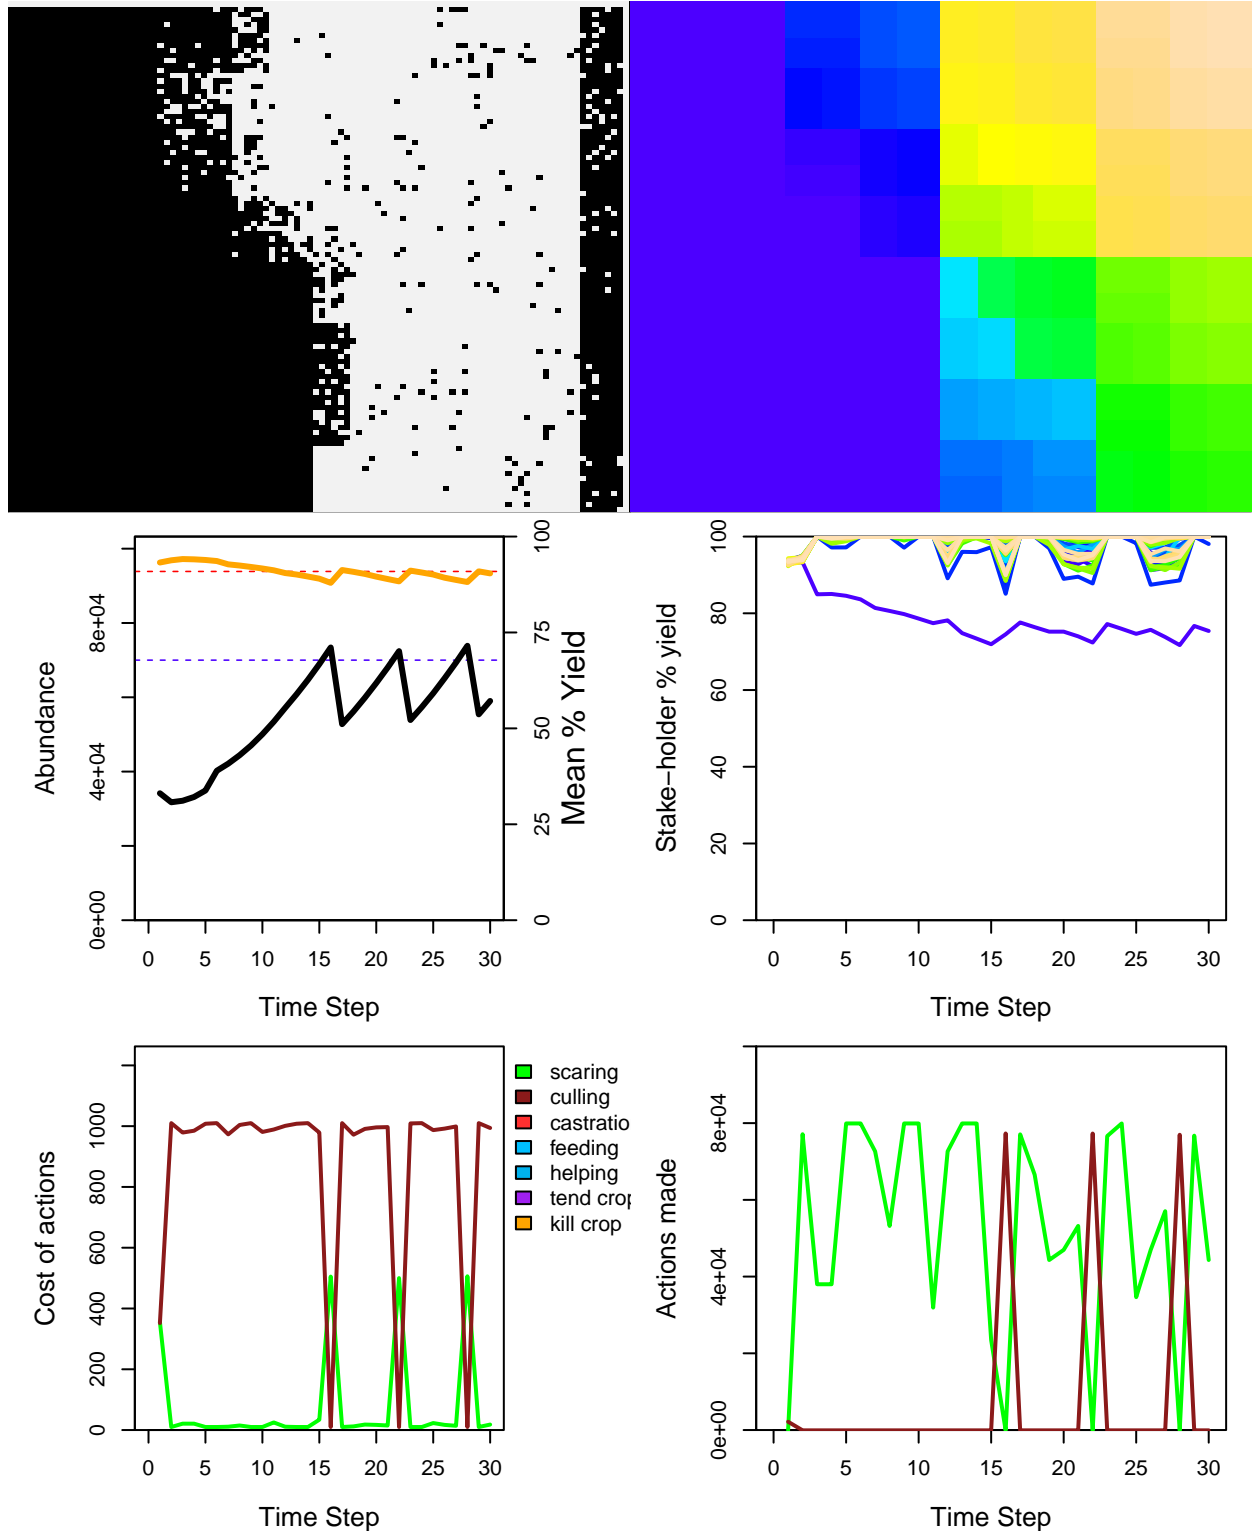 0e+00 4e+04 8e+04
Abundance
0 5 10 15 20 25 30
Time Step
0 25 50 75 100
Mean % Yield
0 20 40 60 80 100
Stake−holder % yield
0 5 10 15 20 25 30
Time Step
0 200 400 600 800 1000
Cost of actions
0 5 10 15 20 25 30
Time Step
scaring
culling
castratio
feeding
helping
tend crop
kill crop
0e+00 4e+04 8e+04
Actions made
0 5 10 15 20 25 30
Time Step